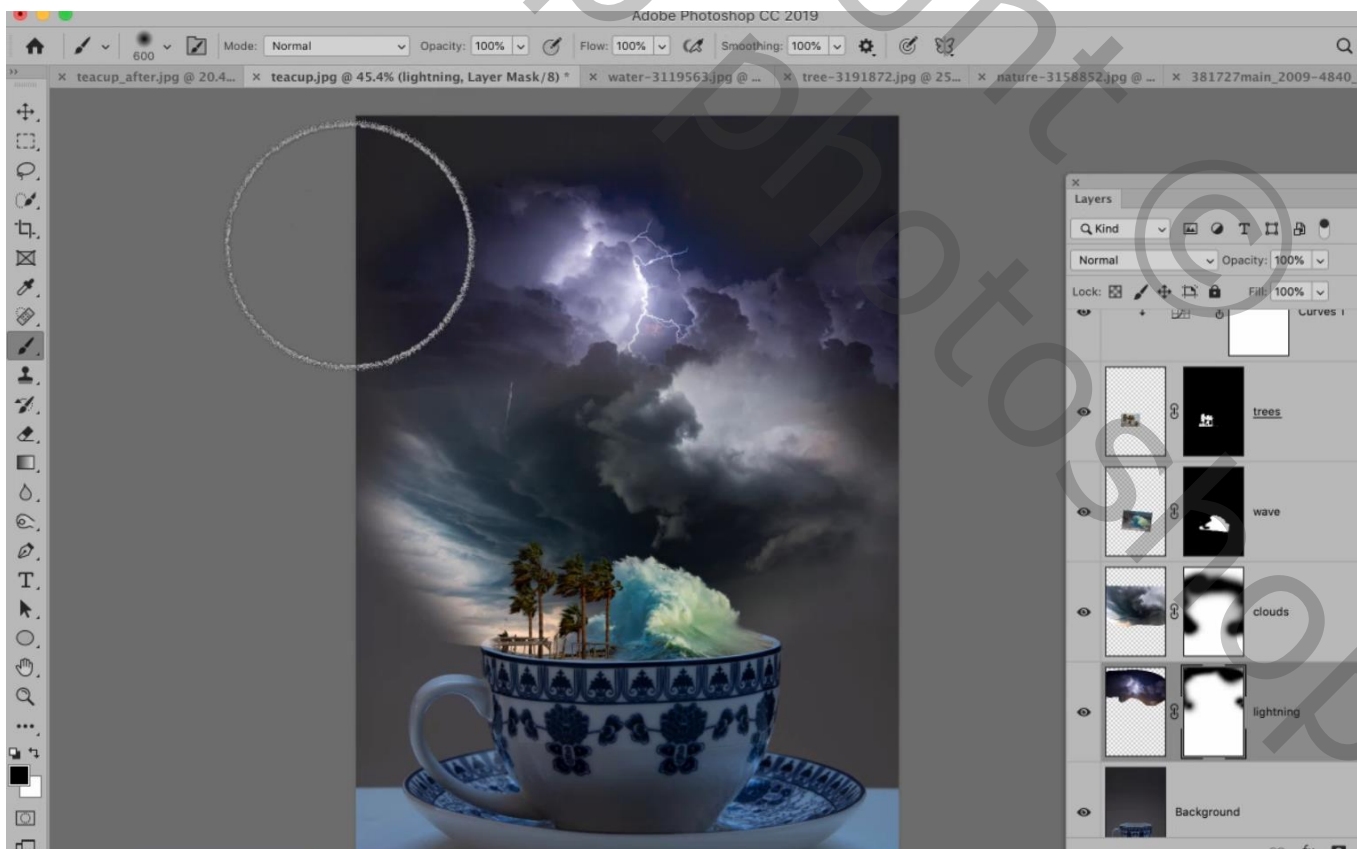 Adobe Photoshop CC 2019
600 Mode: Normal Opacity: 100% Flow: 100% Smoothing: 100%
× teacup_after.jpg @ 20.4... × teacup.jpg @ 45.4% (lightning, Layer Mask/8) * × water-3119563.jpg @ ... × tree-3191872.jpg @ 25... × nature-3158852.jpg @ ... × 381727main_2009-4840_
Layers
Kind
Normal Opacity: 100%
Lock: Fill: 100%
Curves 1
trees
wave
clouds
lightning
Background
photoshop
©